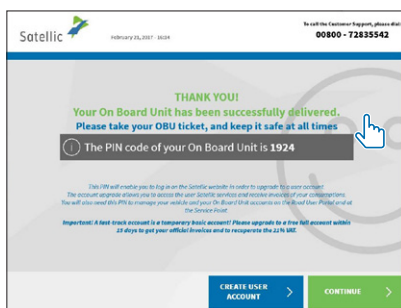 Satellic
February 21, 2017 - 16:34
To call the Customer Support, please dial:
00800 - 72835542
THANK YOU!
Your On Board Unit has been successfully delivered.
Please take your OBU ticket, and keep it safe at all times
The PIN code of your On Board Unit is 1924
This PIN will enable you to log in on the Satellic website in order to upgrade to a user account.
The account upgrade allows you to access the user Satellic services and receive invoices of your consumptions.
You will also need this PIN to manage your vehicle and your On Board Unit accounts on the Road User Portal and at
the Service Point.
Important! A fast-track account is a temporary basic account! Please upgrade to a free full account within
15 days to get your official invoices and to recuperate the 21% VAT.
CREATE USER
ACCOUNT
CONTINUE